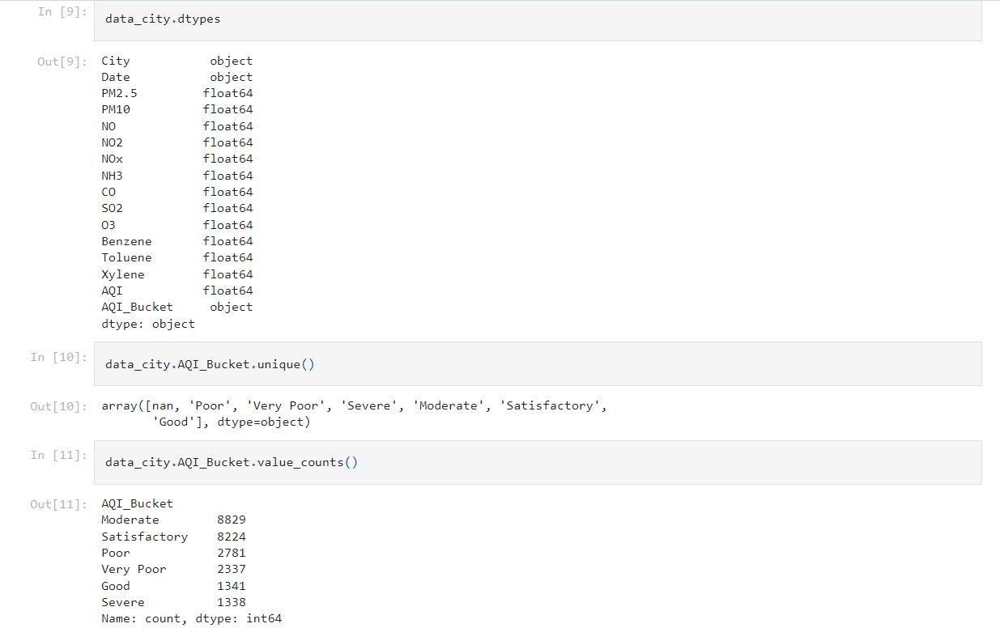 In [9]: data_city.dtypes
Out[9]: City object
Date object
PM2.5 float64
PM10 float64
NO float64
NO2 float64
NOx float64
NH3 float64
CO float64
SO2 float64
O3 float64
Benzene float64
Toluene float64
Xylene float64
AQI float64
AQI_Bucket object
dtype: object
In [10]: data_city.AQI_Bucket.unique()
Out[10]: array([nan, 'Poor', 'Very Poor', 'Severe', 'Moderate', 'Satisfactory',
'Good'], dtype=object)
In [11]: data_city.AQI_Bucket.value_counts()
Out[11]: AQI_Bucket
Moderate 8829
Satisfactory 8224
Poor 2781
Very Poor 2337
Good 1341
Severe 1338
Name: count, dtype: int64